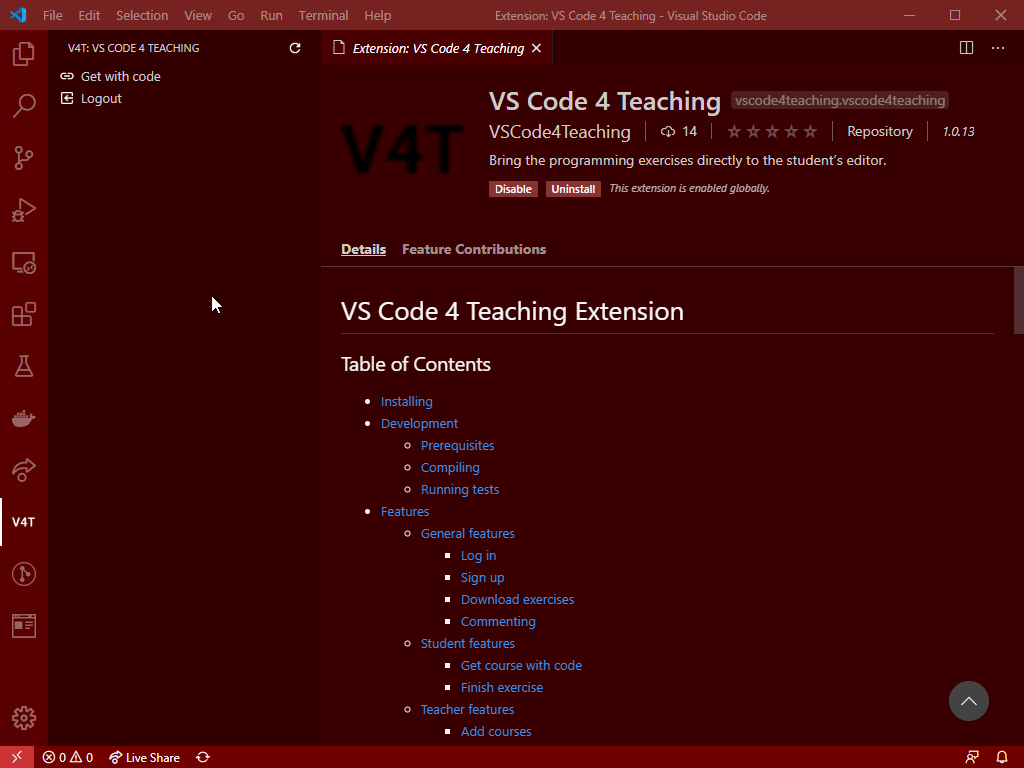 File Edit Selection View Go Run Terminal Help Extension: VS Code 4 Teaching - Visual Studio Code
V4T: VS CODE 4 TEACHING
Get with code
Logout
Extension: VS Code 4 Teaching
V4T
VS Code 4 Teaching vscode4teaching.vscode4teaching
VSCode4Teaching 14 Repository 1.0.13
Bring the programming exercises directly to the student's editor.
Disable Uninstall This extension is enabled globally.
Details Feature Contributions
VS Code 4 Teaching Extension
Table of Contents
Installing
Development
Prerequisites
Compiling
Running tests
Features
General features
Log in
Sign up
Download exercises
Commenting
Student features
Get course with code
Finish exercise
Teacher features
Add courses
V4T
0 0 Live Share